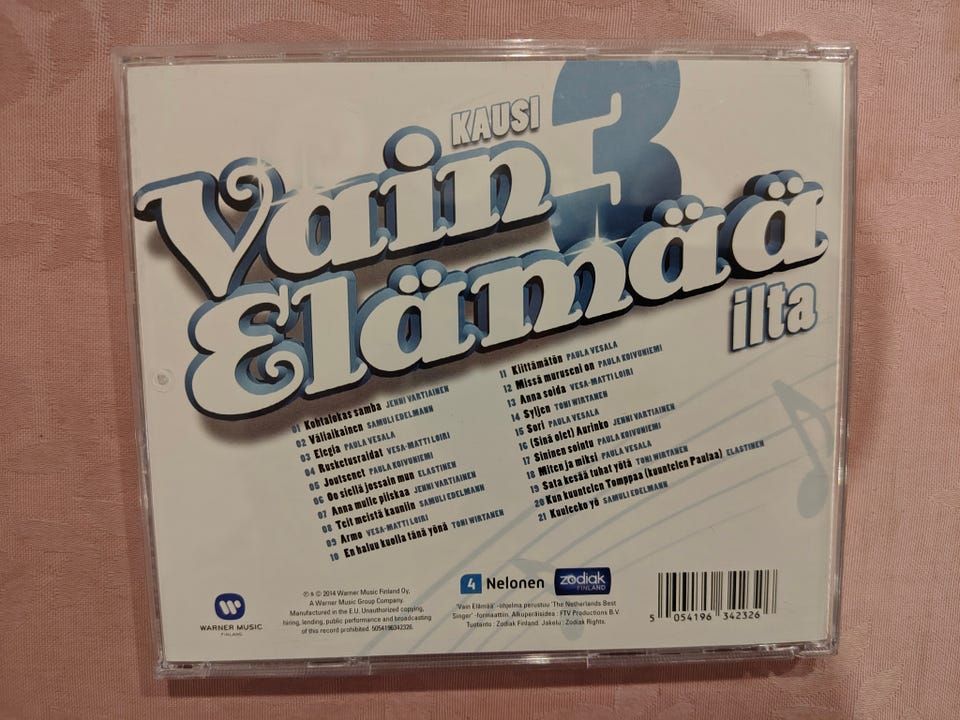 KAUSI 3
Vain
Elämää
ilta
01 Kohtalokas samba JENNI VARTIAINEN
02 Väliaikainen SAMULI EDELMANN
03 Elegia PAULA VESALA
04 Rusketusraidat VESA-MATTI LOIRI
05 Joutsenet PAULA KOIVUNIEMI
06 Oo siellä jossain mun ELASTINEN
07 Anna mulle piiskaa JENNI VARTIAINEN
08 Teit meistä kauniin SAMULI EDELMANN
09 Armo VESA-MATTI LOIRI
10 En haluu kuolla tänä yönä TONI WIRTANEN
11 Kiittämätön PAULA VESALA
12 Missä muruseni on PAULA KOIVUNIEMI
13 Anna soida VESA-MATTI LOIRI
14 Syljen TONI WIRTANEN
15 Sori PAULA VESALA
16 (Sinä olet) Aurinko JENNI VARTIAINEN
17 Sininen sointu PAULA KOIVUNIEMI
18 Miten ja miksi PAULA VESALA
19 Sata kesää tuhat yötä TONI WIRTANEN
20 Kun kuuntelen Tomppaa (kuuntelen Paulaa) ELASTINEN
21 Kuuleeko yö SAMULI EDELMANN
WARNER MUSIC
FINLAND
℗ & © 2014 Warner Music Finland Oy,
A Warner Music Group Company.
Manufactured in the E.U. Unauthorized copying,
hiring, lending, public performance and broadcasting
of this record prohibited. 5054196342326.
4 Nelonen
zodiak
FINLAND
'Vain Elämää' -ohjelma perustuu 'The Netherlands Best
Singer' -formaattiin. Alkuperäisidea : FTV Productions B.V.
Tuotanto : Zodiak Finland. Jakelu : Zodiak Rights.
5 054196 342326